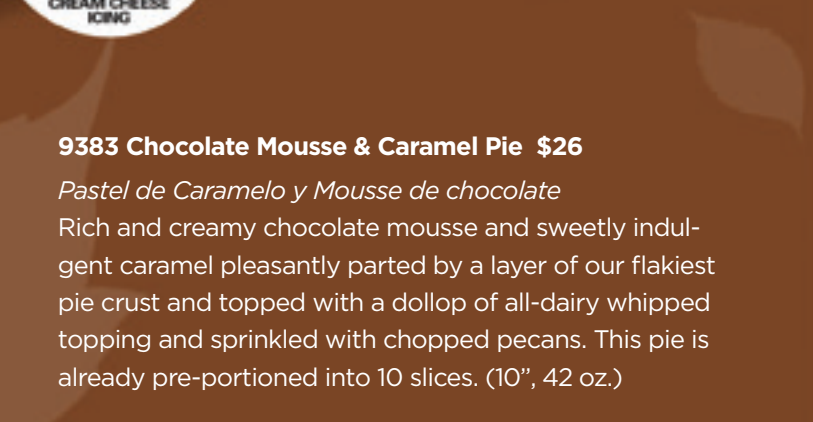 CREAM CHEESE
ICING
9383 Chocolate Mousse & Caramel Pie $26
Pastel de Caramelo y Mousse de chocolate
Rich and creamy chocolate mousse and sweetly indul-
gent caramel pleasantly parted by a layer of our flakiest
pie crust and topped with a dollop of all-dairy whipped
topping and sprinkled with chopped pecans. This pie is
already pre-portioned into 10 slices. (10”, 42 oz.)